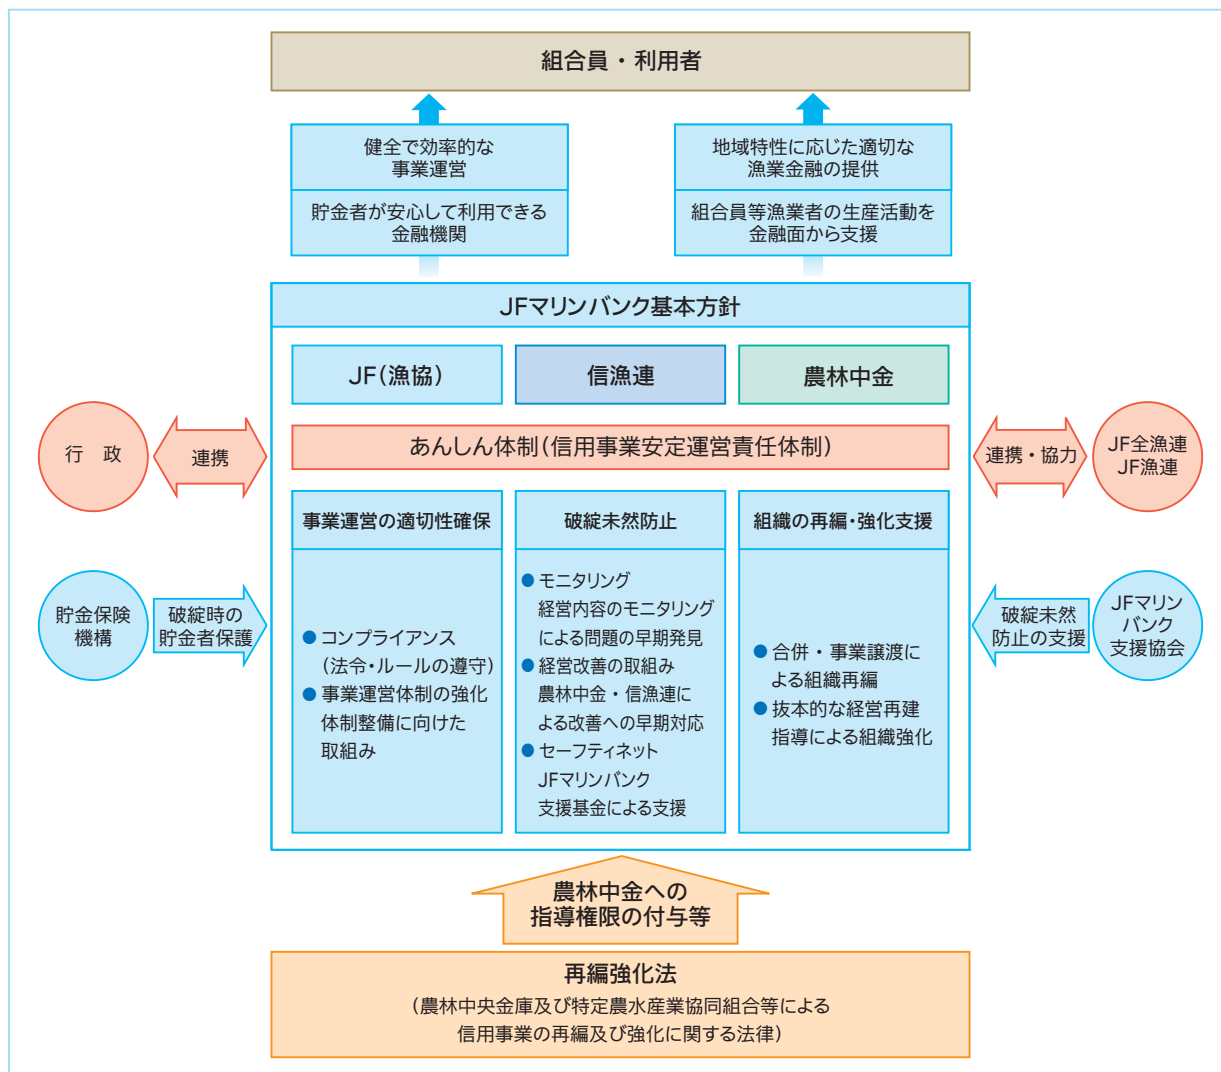 組合員・利用者
健全で効率的な
事業運営
貯金者が安心して利用できる
金融機関
地域特性に応じた適切な
漁業金融の提供
組合員等漁業者の生産活動を
金融面から支援
JFマリンバンク基本方針
JF(漁協)
信漁連
農林中金
あんしん体制(信用事業安定運営責任体制)
行　政
連携
連携・協力
JF全漁連
JF漁連
貯金保険
機構
破綻時の
貯金者保護
事業運営の適切性確保
●コンプライアンス
(法令・ルールの遵守)
●事業運営体制の強化
体制整備に向けた
取組み
破綻未然防止
●モニタリング
経営内容のモニタリング
による問題の早期発見
●経営改善の取組み
農林中金・信漁連に
よる改善への早期対応
●セーフティネット
JFマリンバンク
支援基金による支援
組織の再編・強化支援
●合併・事業譲渡に
よる組織再編
●抜本的な経営再建
指導による組織強化
破綻未然
防止の支援
JFマリン
バンク
支援協会
農林中金への
指導権限の付与等
再編強化法
(農林中央金庫及び特定農水産業協同組合等による
信用事業の再編及び強化に関する法律)